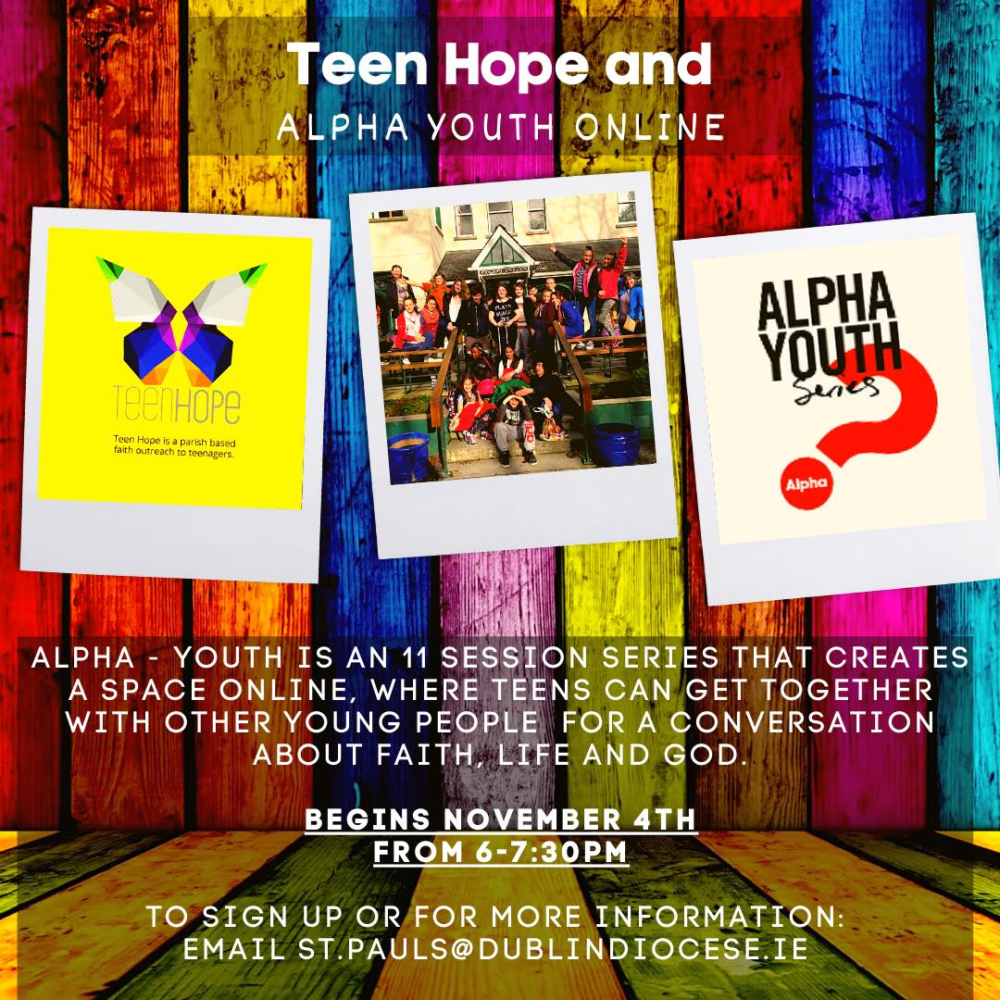 Teen Hope and
ALPHA YOUTH ONLINE
TEENHOPE
Teen Hope is a parish based
faith outreach to teenagers.
ALPHA
YOUTH
Series
Alpha
ALPHA - YOUTH IS AN 11 SESSION SERIES THAT CREATES
A SPACE ONLINE, WHERE TEENS CAN GET TOGETHER
WITH OTHER YOUNG PEOPLE FOR A CONVERSATION
ABOUT FAITH, LIFE AND GOD.
BEGINS NOVEMBER 4TH
FROM 6-7:30PM
TO SIGN UP OR FOR MORE INFORMATION:
EMAIL ST.PAULS@DUBLINDIOCESE.IE